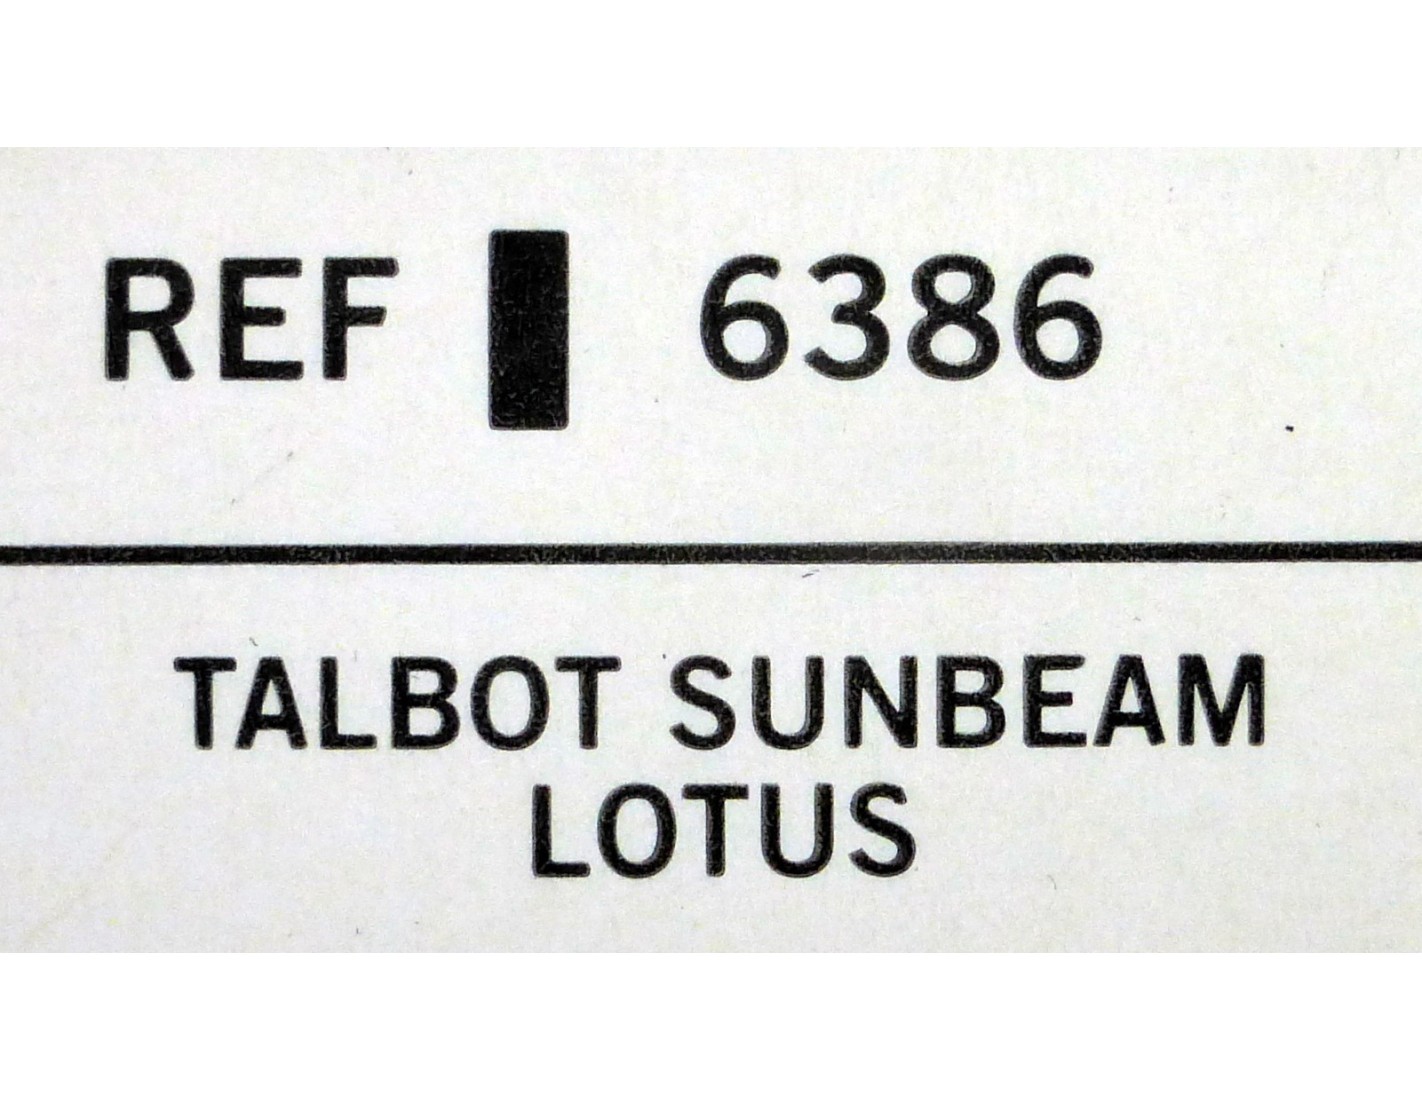 REF 6386
TALBOT SUNBEAM
LOTUS